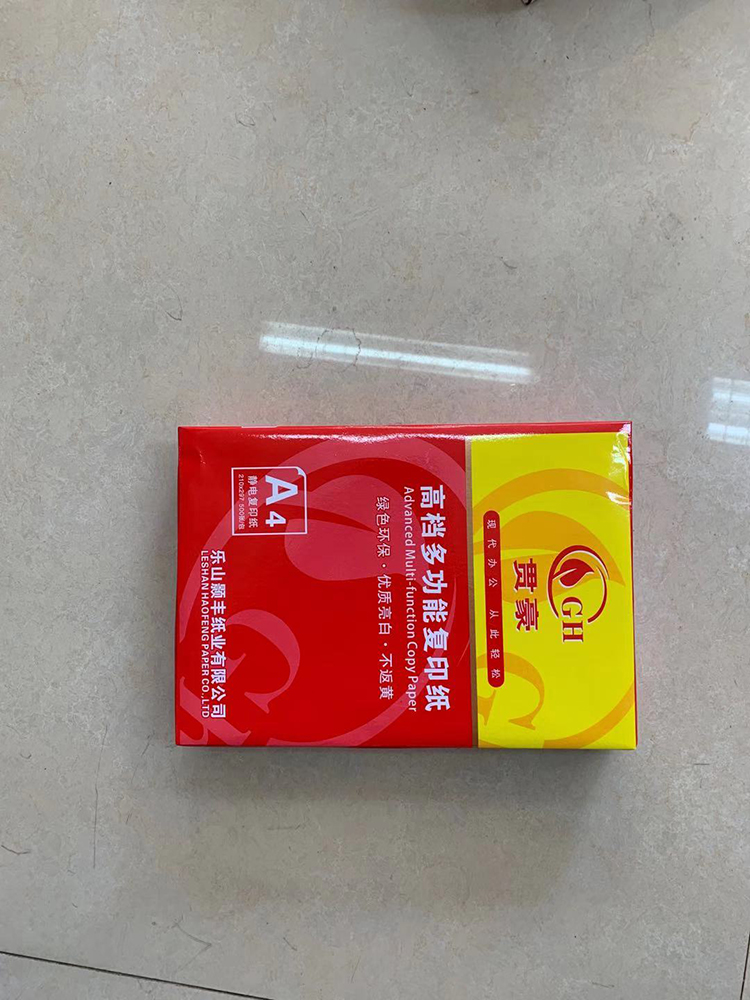 GH
贯豪
现代办公 从此轻松
高档多功能复印纸
Advanced Multi-function Copy Paper
绿色环保·优质亮白·不返黄
A4
静电复印纸
210x297/500张/包
乐山颢丰纸业有限公司
LESHAN HAOFENG PAPER CO.,LTD